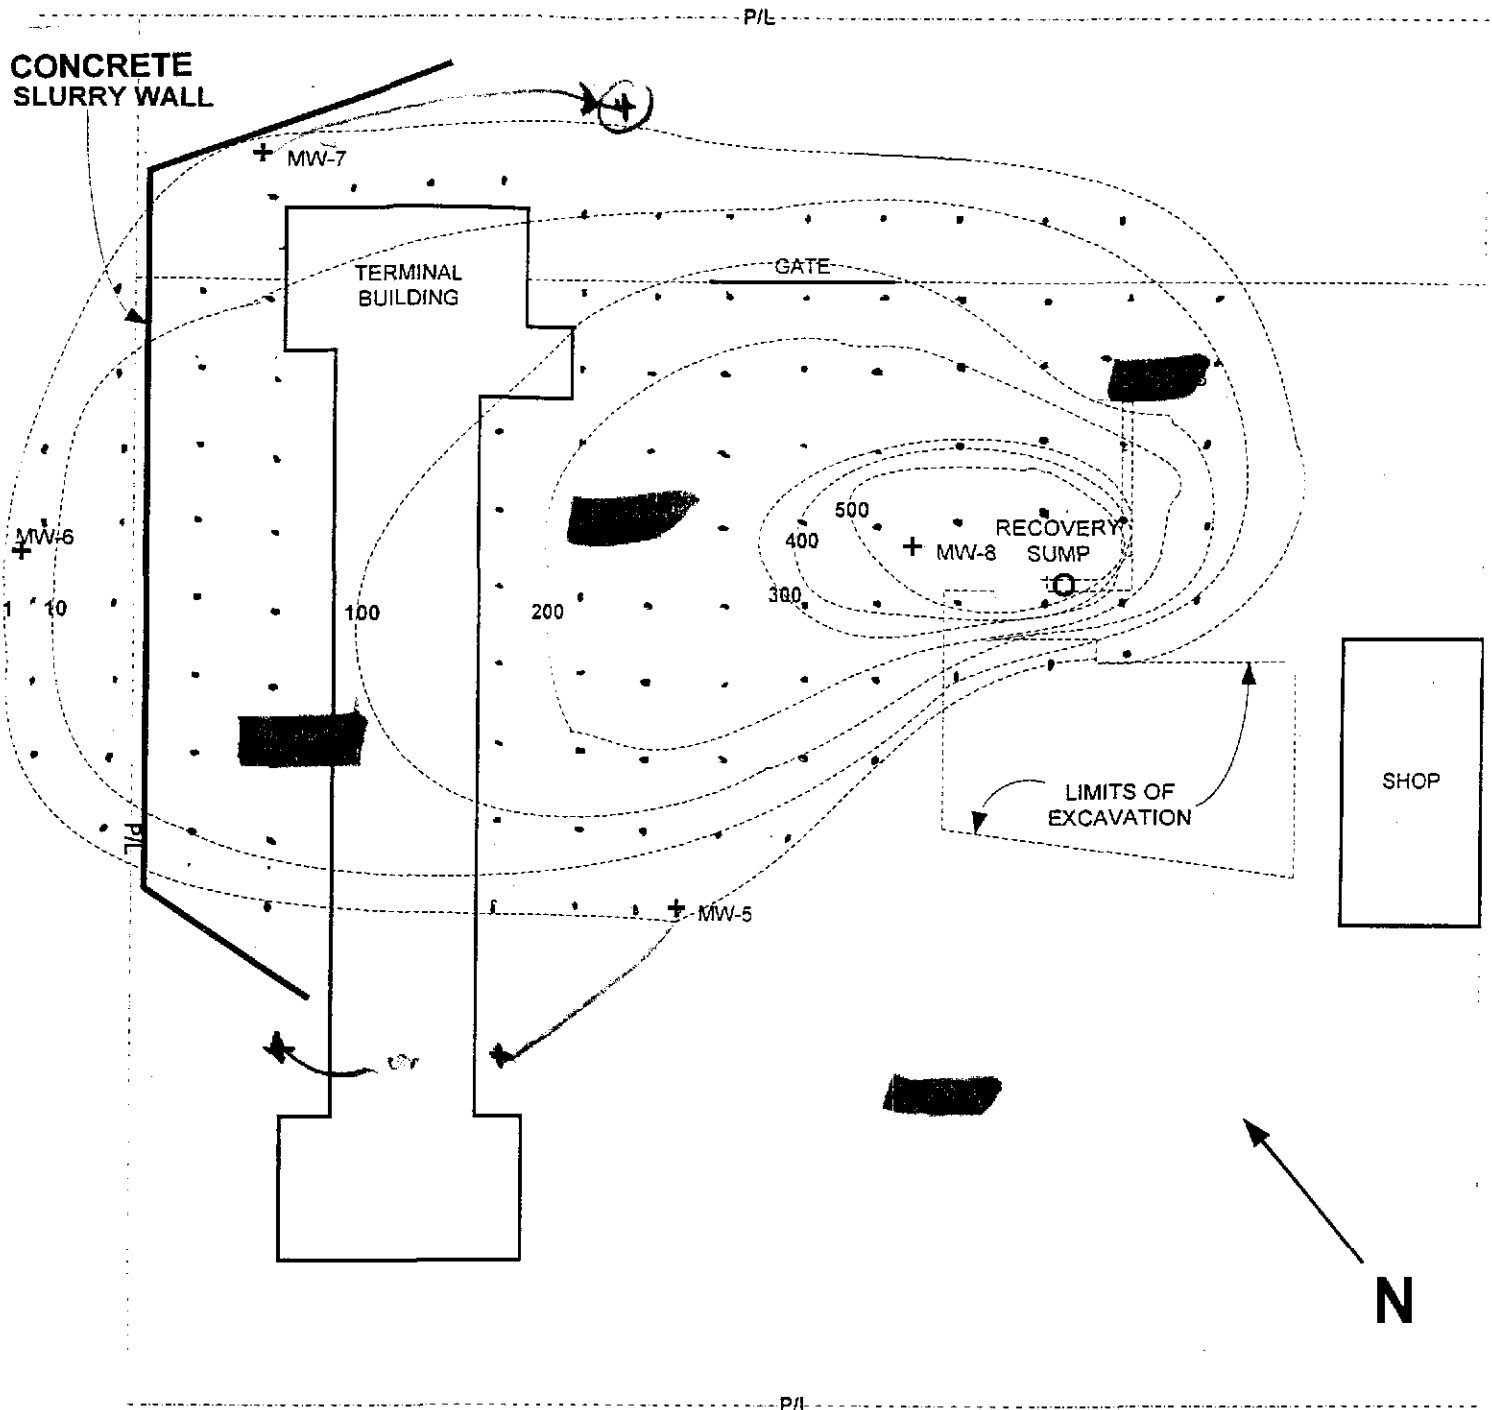 P/L
CONCRETE
SLURRY WALL
MW-7
TERMINAL
BUILDING
GATE
500
MW-6
400
MW-8
RECOVERY
SUMP
300
1
10
100
200
LIMITS OF
EXCAVATION
SHOP
P/L
MW-5
N
P/L